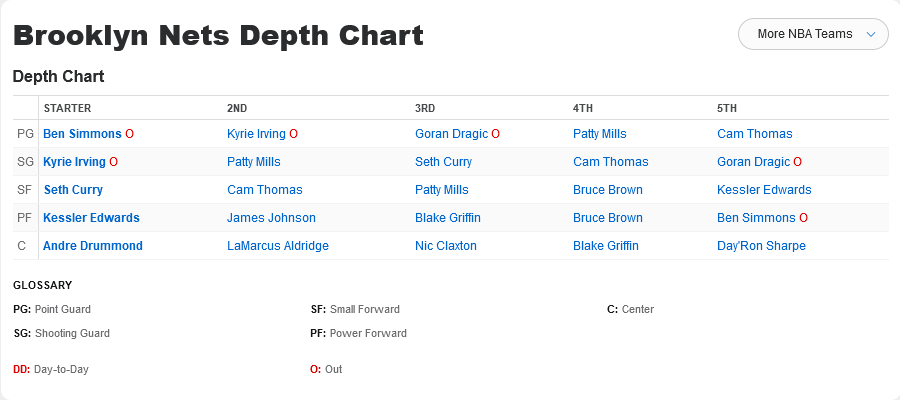 Brooklyn Nets Depth Chart
More NBA Teams
Depth Chart
STARTER 2ND 3RD 4TH 5TH
PG Ben Simmons O Kyrie Irving O Goran Dragic O Patty Mills Cam Thomas
SG Kyrie Irving O Patty Mills Seth Curry Cam Thomas Goran Dragic O
SF Seth Curry Cam Thomas Patty Mills Bruce Brown Kessler Edwards
PF Kessler Edwards James Johnson Blake Griffin Bruce Brown Ben Simmons O
C Andre Drummond LaMarcus Aldridge Nic Claxton Blake Griffin Day'Ron Sharpe
GLOSSARY
PG: Point Guard SF: Small Forward C: Center
SG: Shooting Guard PF: Power Forward
DD: Day-to-Day O: Out